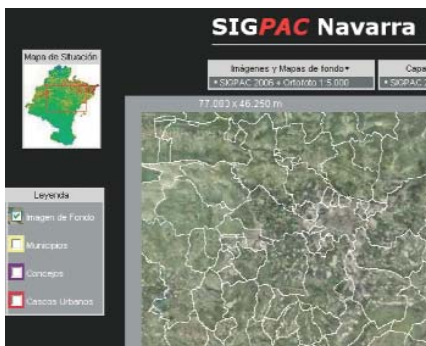 SIGPAC Navarra
Mapa de Situación
Imágenes y Mapas de fondo
Capa
• SIGPAC 2006 + Ortofoto 1:5.000
• SIGPAC 2
77.083 x 46.250 m
Leyenda
Imagen de Fondo
Municipios
Concejos
Cascos Urbanos